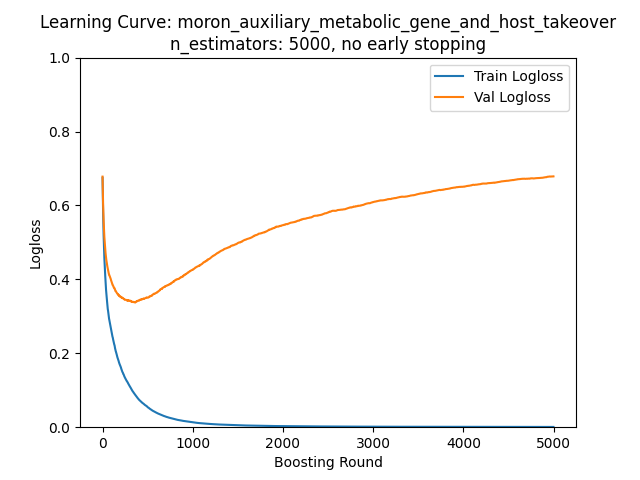 Learning Curve: moron_auxiliary_metabolic_gene_and_host_takeover
n_estimators: 5000, no early stopping
Train Logloss
Val Logloss
1.0
0.8
0.6
0.4
0.2
0.0
Logloss
0 1000 2000 3000 4000 5000
Boosting Round